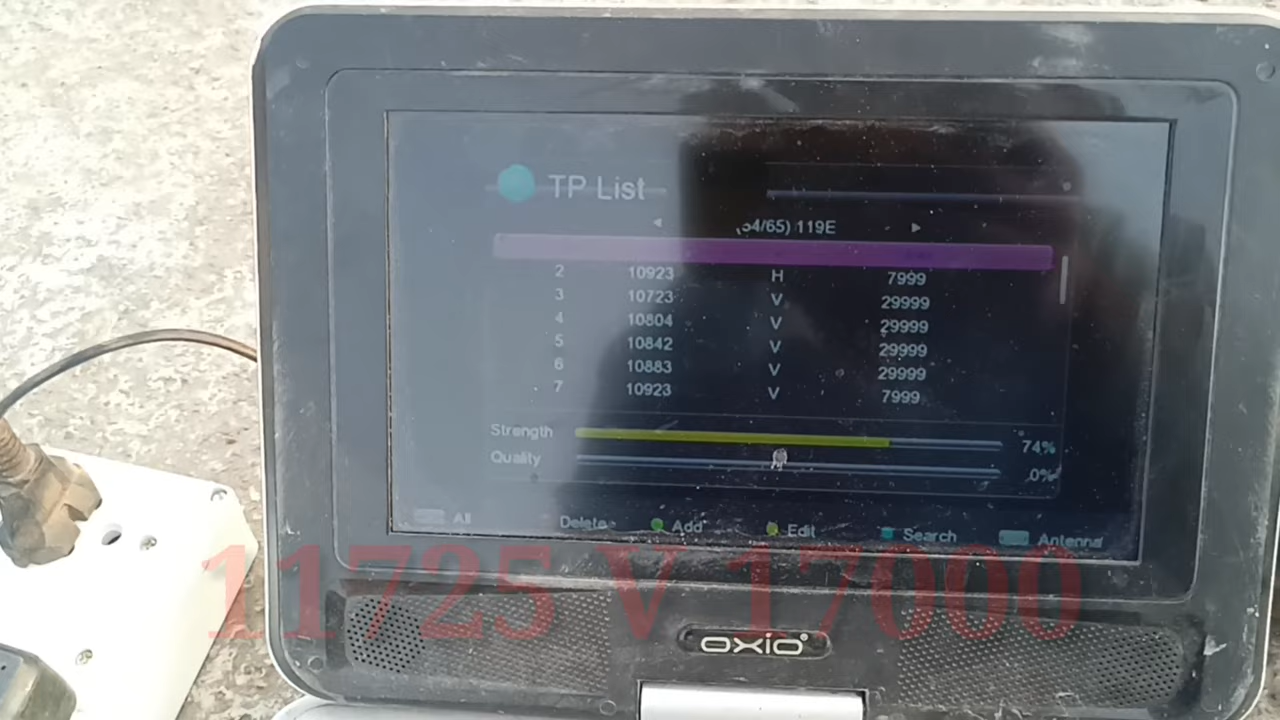 TP List
(54/65) 119E
2 10923 H 7999
3 10723 V 29999
4 10804 V 29999
5 10842 V 29999
6 10883 V 29999
7 10923 V 7999
Strength 74%
Quality 0%
All Delete Add Edit Search Antenna
11725 V 17000
oxio